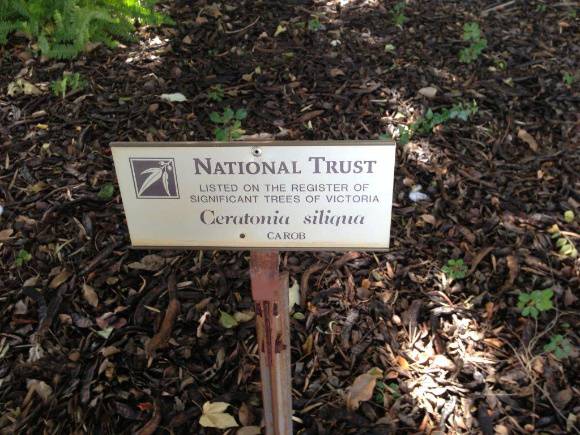 NATIONAL TRUST
LISTED ON THE REGISTER OF
SIGNIFICANT TREES OF VICTORIA
Ceratonia siliqua
CAROB